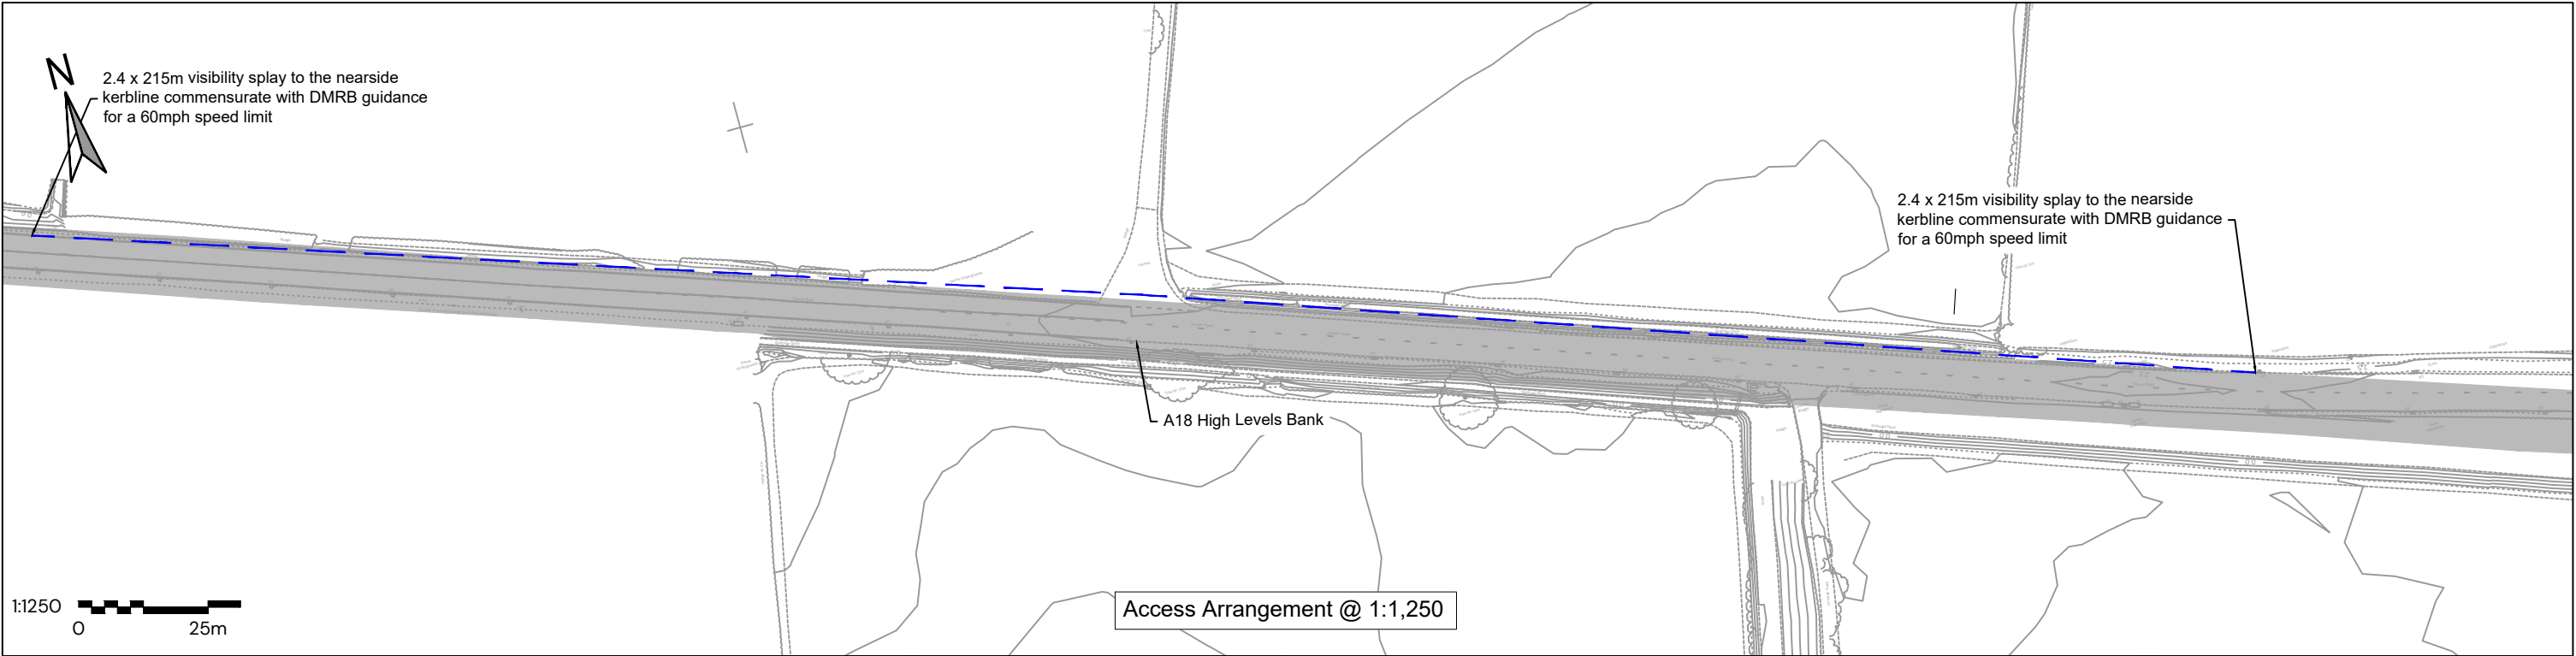 N
2.4 x 215m visibility splay to the nearside
kerbline commensurate with DMRB guidance
for a 60mph speed limit
2.4 x 215m visibility splay to the nearside
kerbline commensurate with DMRB guidance
for a 60mph speed limit
A18 High Levels Bank
1:1250
0 25m
Access Arrangement @ 1:1,250